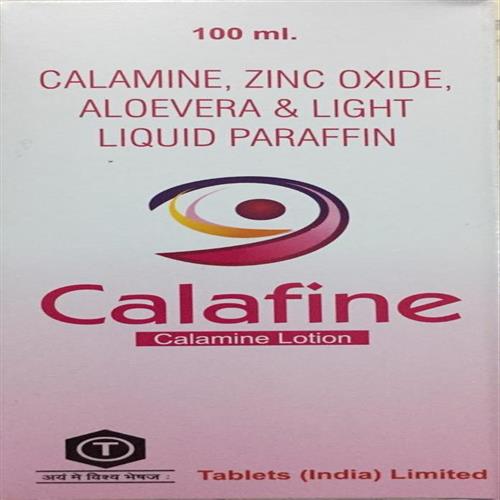 100 ml.
CALAMINE, ZINC OXIDE,
ALOEVERA & LIGHT
LIQUID PARAFFIN
Calafine
Calamine Lotion
T
अयं मे विश्व भेषज :
Tablets (India) Limited